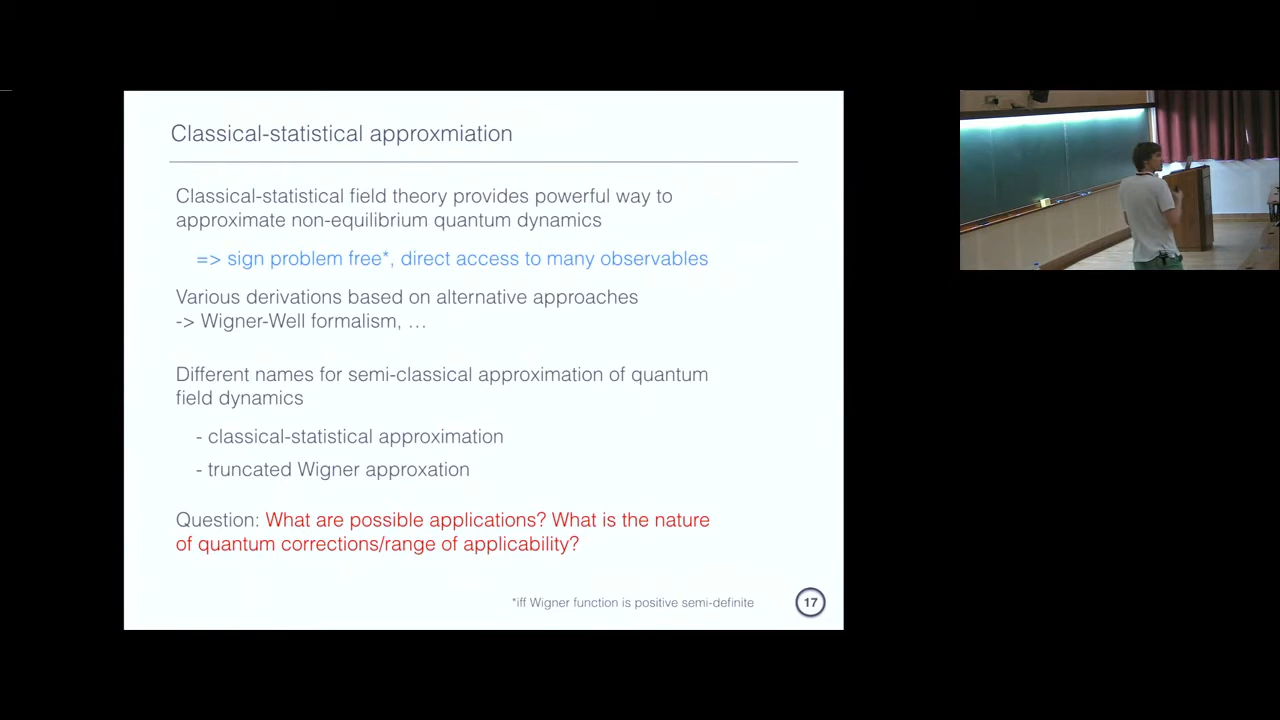 Classical-statistical approxmiation
Classical-statistical field theory provides powerful way to
approximate non-equilibrium quantum dynamics
=> sign problem free*, direct access to many observables
Various derivations based on alternative approaches
-> Wigner-Well formalism, …
Different names for semi-classical approximation of quantum
field dynamics
- classical-statistical approximation
- truncated Wigner approxation
Question: What are possible applications? What is the nature
of quantum corrections/range of applicability?
*iff Wigner function is positive semi-definite
17